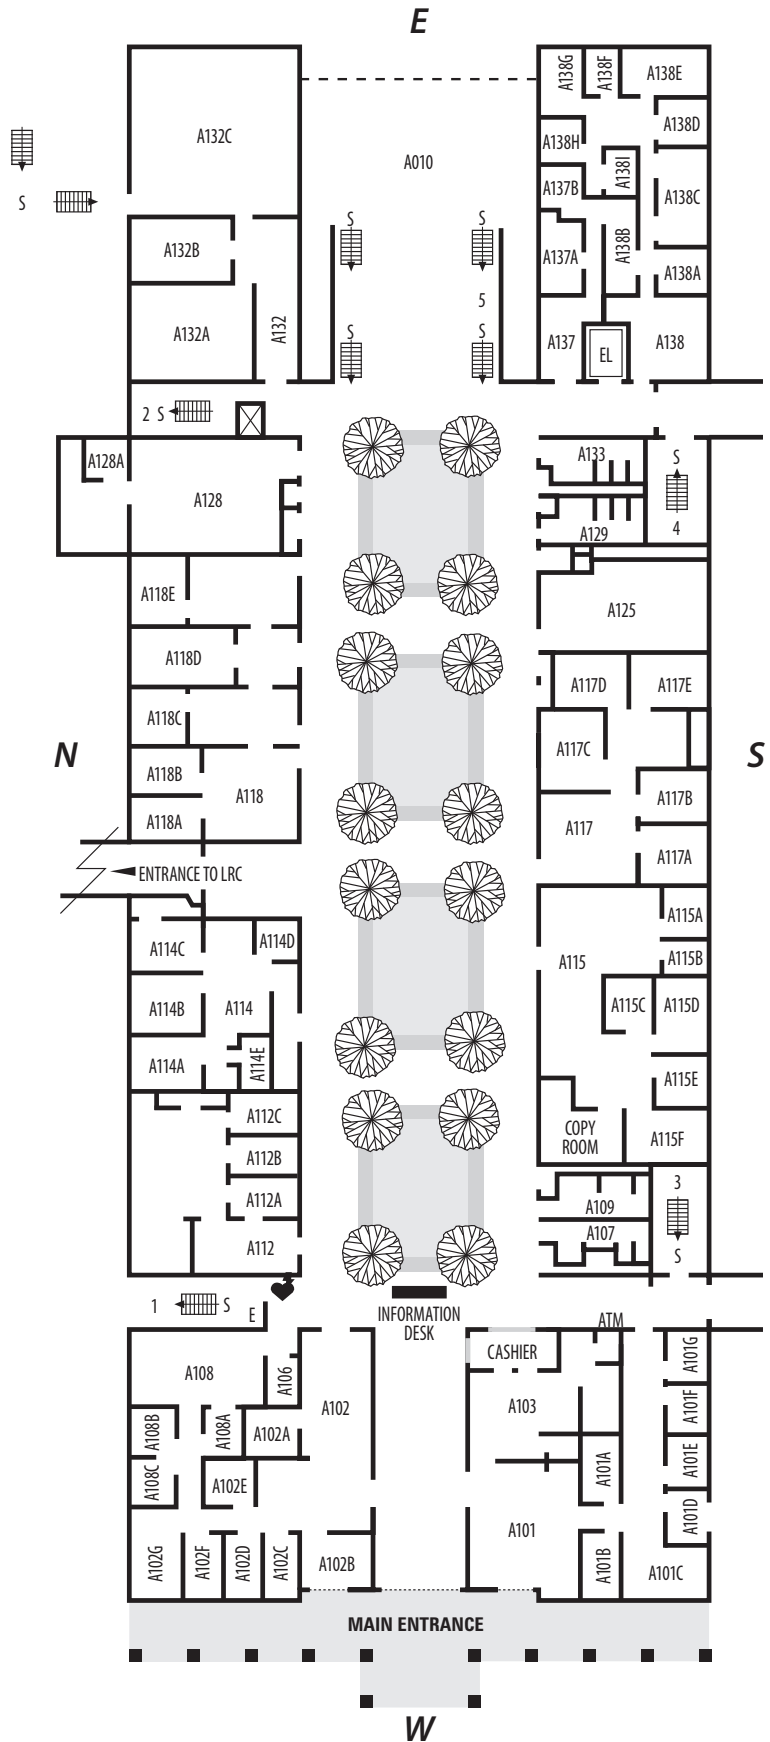 E
A138G
A138F
A138E
A132C
A138D
A138H
A138I
A010
A137B
A138C
S
S
S
A132B
A137A
A138B
A138A
5
A132A
A132
S
S
A137
EL
A138
2 S
A128A
A133
S
A128
A129
4
A118E
A125
A118D
A117D
A117E
A118C
N
A117C
S
A118B
A118
A117B
A118A
A117
A117A
ENTRANCE TO LRC
A115A
A114C
A114D
A115
A115B
A114B
A114
A115C
A115D
A114A
A114E
A115E
A112C
COPY
ROOM
A115F
A112B
3
A112A
A109
A107
A112
S
1
S
E
INFORMATION
DESK
ATM
CASHIER
A101G
A108
A106
A102
A103
A101F
A108B
A108A
A102A
A101E
A108C
A102E
A101A
A101D
A101
A102G
A102F
A102D
A102C
A102B
A101B
A101C
MAIN ENTRANCE
W